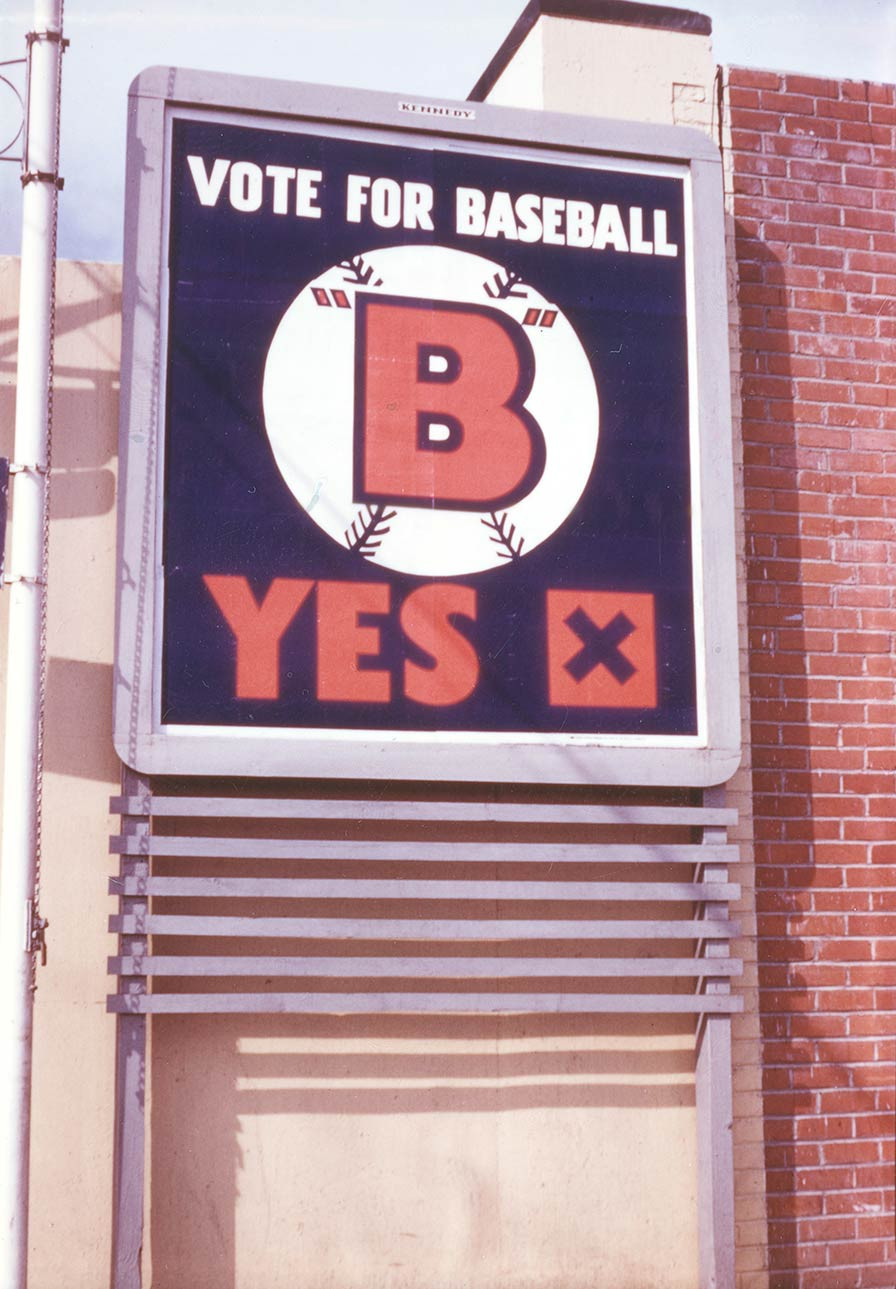 KENNEDY
VOTE FOR BASEBALL
"B"
YES X